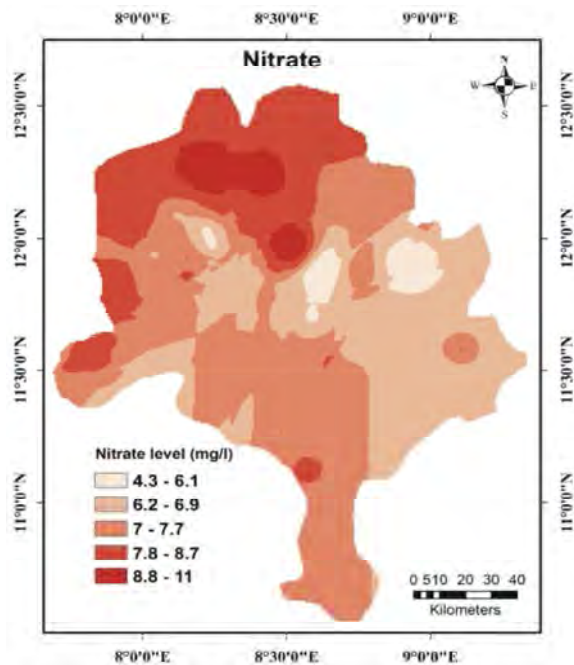 8°0'0"E 8°30'0"E 9°0'0"E
Nitrate
N
W E
S
12°30'0"N 12°30'0"N
12°0'0"N 12°0'0"N
11°30'0"N 11°30'0"N
11°0'0"N 11°0'0"N
Nitrate level (mg/l)
4.3 - 6.1
6.2 - 6.9
7 - 7.7
7.8 - 8.7
8.8 - 11
0 5 10 20 30 40
Kilometers
8°0'0"E 8°30'0"E 9°0'0"E